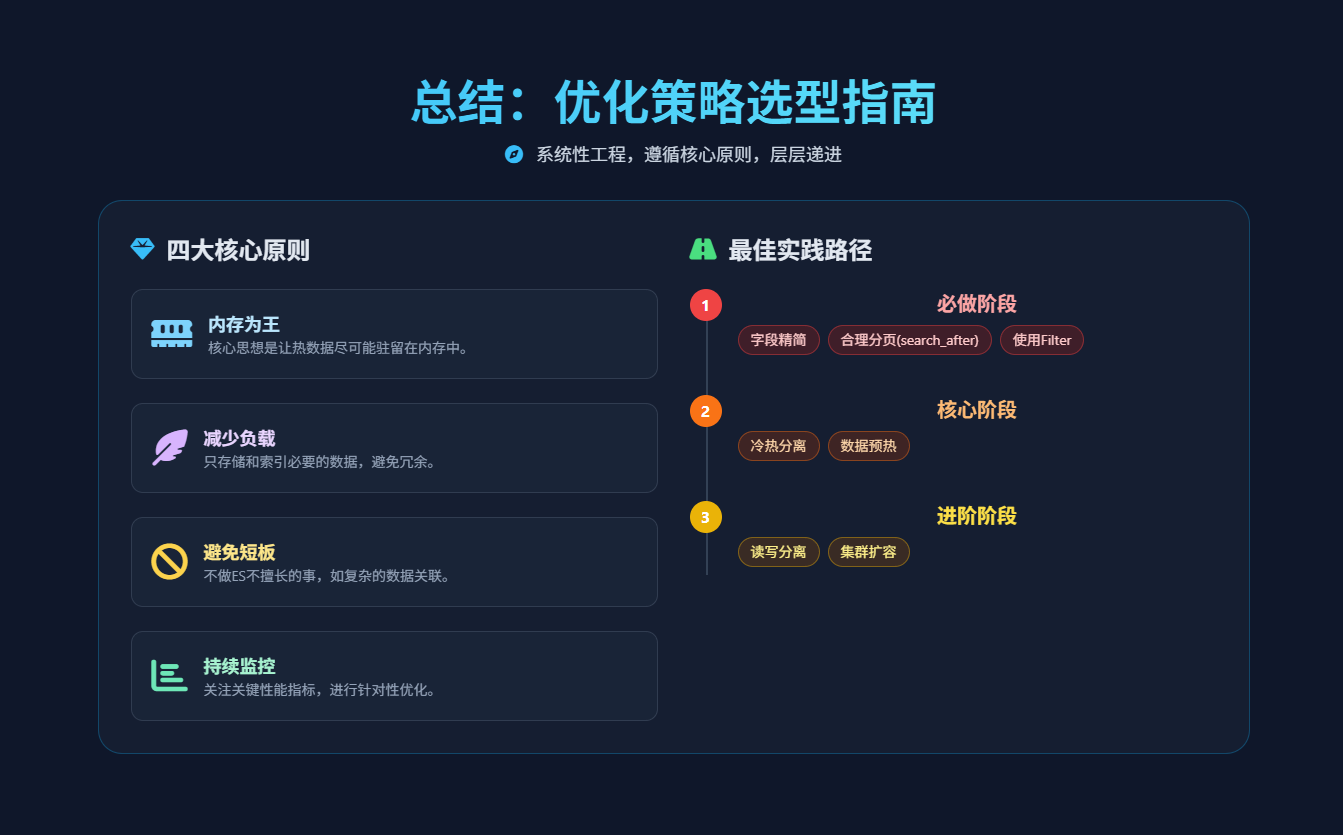 总结：优化策略选型指南
系统性工程，遵循核心原则，层层递进
四大核心原则
内存为王
核心思想是让热数据尽可能驻留在内存中。
减少负载
只存储和索引必要的数据，避免冗余。
避免短板
不做ES不擅长的事，如复杂的数据关联。
持续监控
关注关键性能指标，进行针对性优化。
最佳实践路径
1
必做阶段
字段精简 合理分页(search_after) 使用Filter
2
核心阶段
冷热分离 数据预热
3
进阶阶段
读写分离 集群扩容